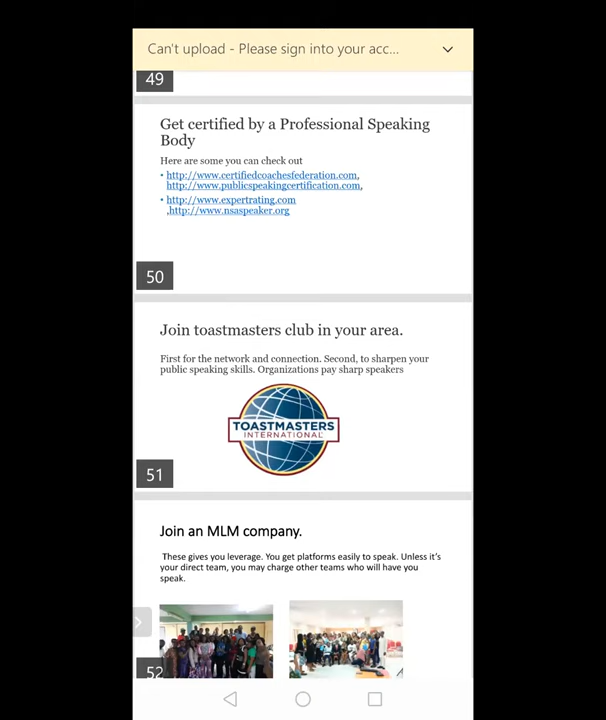 Can't upload - Please sign into your acc...
49
Get certified by a Professional Speaking
Body
Here are some you can check out
• http://www.certifiedcoachesfederation.com,
http://www.publicspeakingcertification.com,
• http://www.expertrating.com
,http://www.nsaspeaker.org
50
Join toastmasters club in your area.
First for the network and connection. Second, to sharpen your
public speaking skills. Organizations pay sharp speakers
TOASTMASTERS
INTERNATIONAL
51
Join an MLM company.
These gives you leverage. You get platforms easily to speak. Unless it's
your direct team, you may charge other teams who will have you
speak.
52